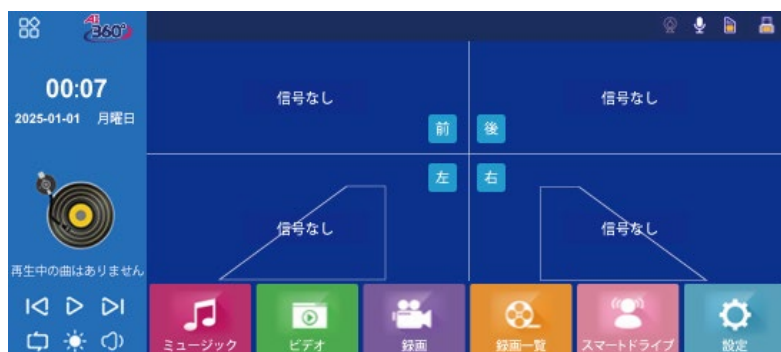 AI
360°
00:07
2025-01-01 月曜日
再生中の曲はありません
信号なし
信号なし
前 後
左 右
信号なし
信号なし
ミュージック
ビデオ
録画
録画一覧
スマートドライブ
設定